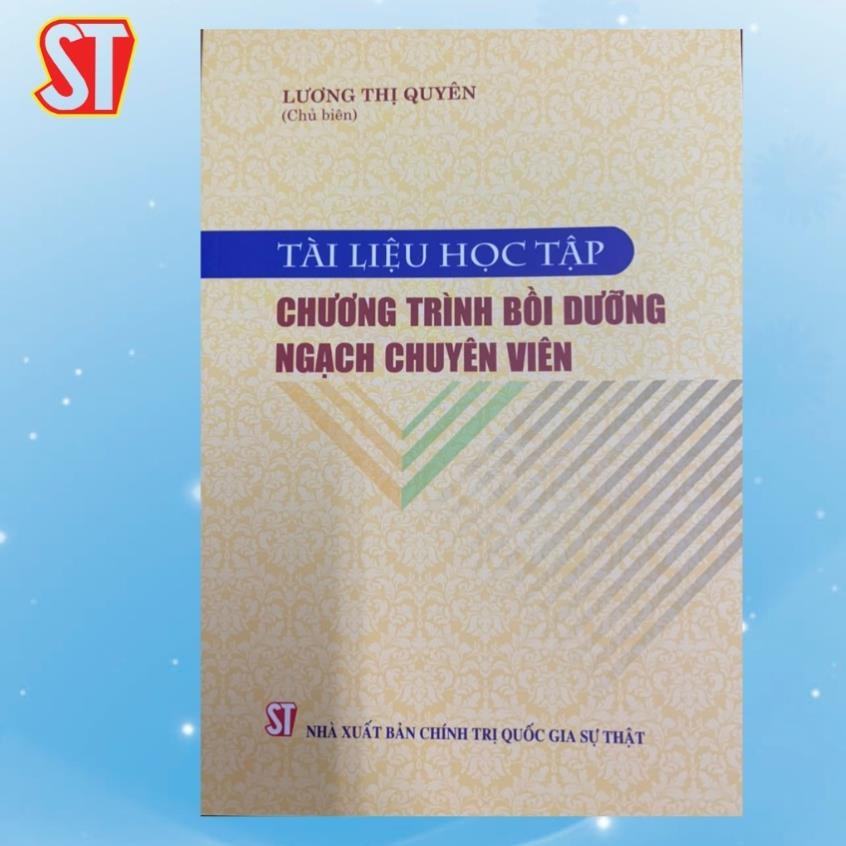 ST
LƯƠNG THỊ QUYÊN
(Chủ biên)
TÀI LIỆU HỌC TẬP
CHƯƠNG TRÌNH BỒI DƯỠNG
NGẠCH CHUYÊN VIÊN
ST NHÀ XUẤT BẢN CHÍNH TRỊ QUỐC GIA SỰ THẬT